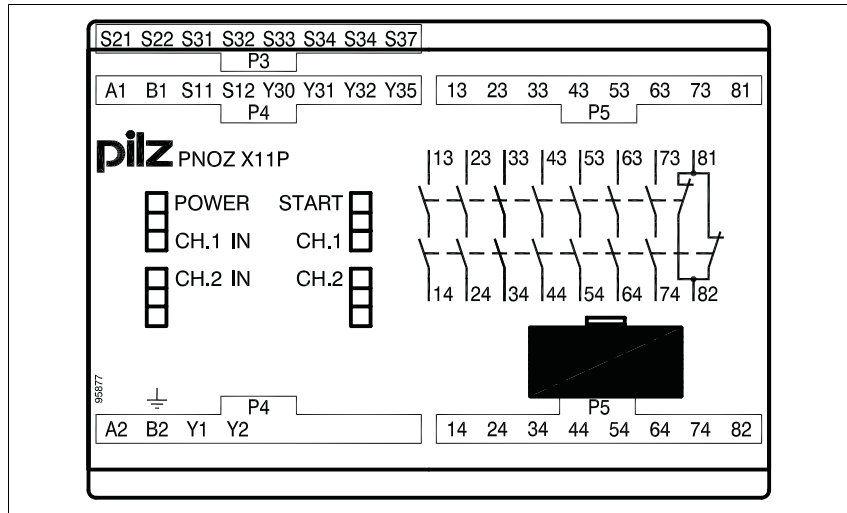 S21 S22 S31 S32 S33 S34 S34 S37
P3
A1 B1 S11 S12 Y30 Y31 Y32 Y35
P4
13 23 33 43 53 63 73 81
P5
pilz PNOZ X11P
POWER START
CH.1 IN CH.1
CH.2 IN CH.2
13 23 33 43 53 63 73 81
14 24 34 44 54 64 74 82
95877
P4
A2 B2 Y1 Y2
P5
14 24 34 44 54 64 74 82